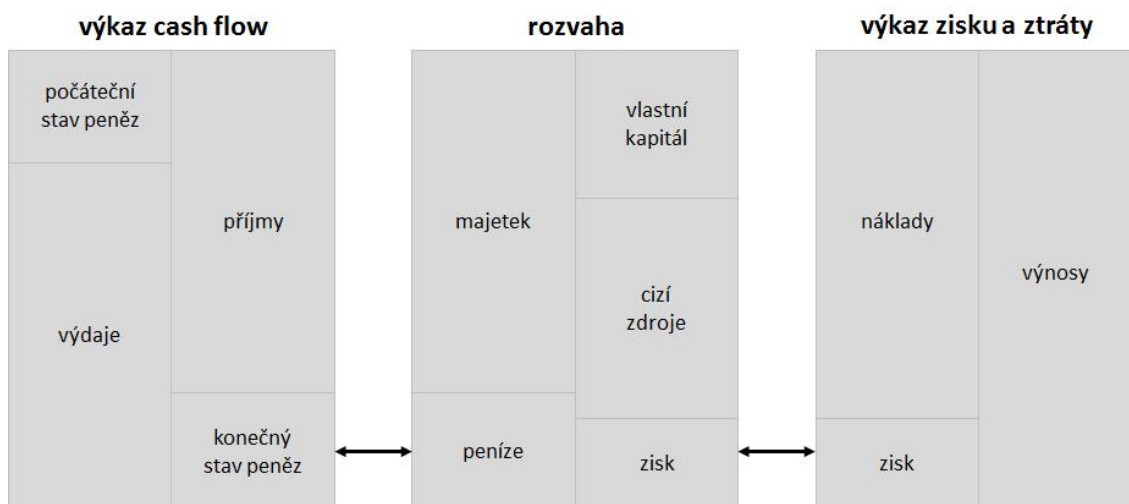 výkaz cash flow
počáteční
stav peněz
příjmy
výdaje
konečný
stav peněz
rozvaha
vlastní
kapitál
majetek
cizí
zdroje
peníze
zisk
výkaz zisku a ztráty
náklady
výnosy
zisk